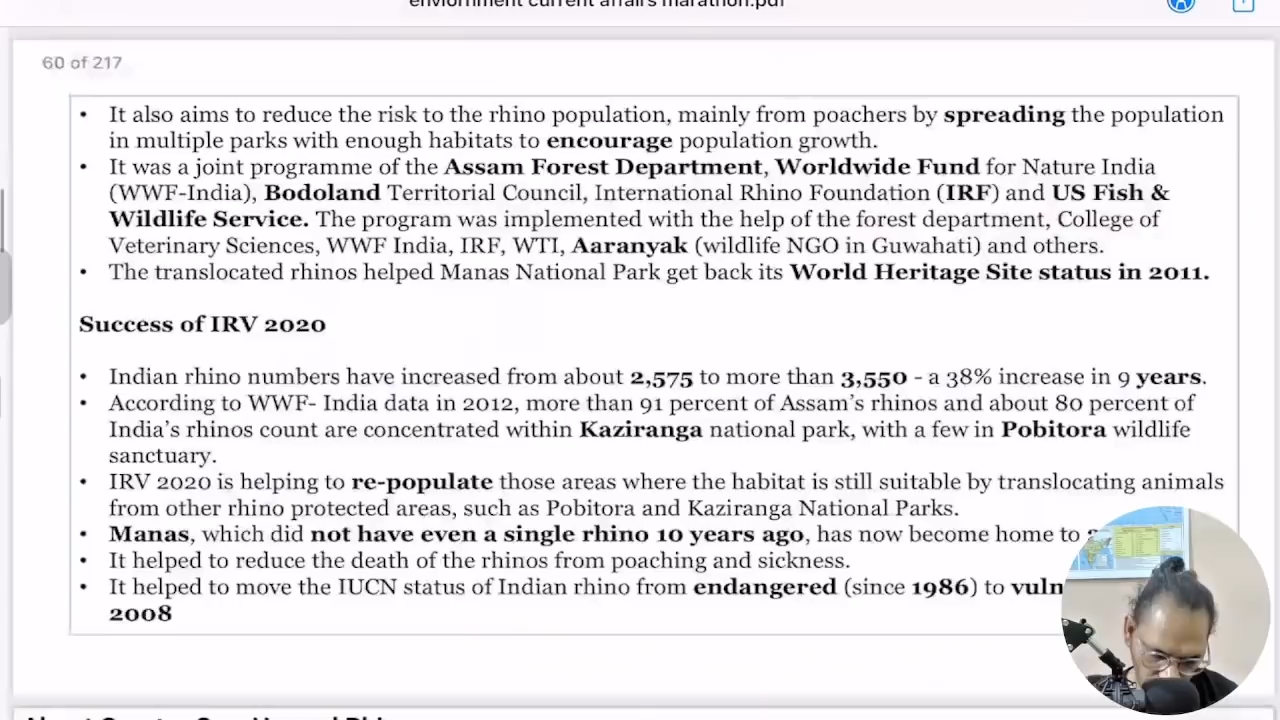 enviornment current affairs marathon.pdf
60 of 217
• It also aims to reduce the risk to the rhino population, mainly from poachers by spreading the population
in multiple parks with enough habitats to encourage population growth.
• It was a joint programme of the Assam Forest Department, Worldwide Fund for Nature India
(WWF-India), Bodoland Territorial Council, International Rhino Foundation (IRF) and US Fish &
Wildlife Service. The program was implemented with the help of the forest department, College of
Veterinary Sciences, WWF India, IRF, WTI, Aaranyak (wildlife NGO in Guwahati) and others.
• The translocated rhinos helped Manas National Park get back its World Heritage Site status in 2011.
Success of IRV 2020
• Indian rhino numbers have increased from about 2,575 to more than 3,550 - a 38% increase in 9 years.
• According to WWF- India data in 2012, more than 91 percent of Assam's rhinos and about 80 percent of
India's rhinos count are concentrated within Kaziranga national park, with a few in Pobitora wildlife
sanctuary.
• IRV 2020 is helping to re-populate those areas where the habitat is still suitable by translocating animals
from other rhino protected areas, such as Pobitora and Kaziranga National Parks.
• Manas, which did not have even a single rhino 10 years ago, has now become home to
• It helped to reduce the death of the rhinos from poaching and sickness.
• It helped to move the IUCN status of Indian rhino from endangered (since 1986) to
2008